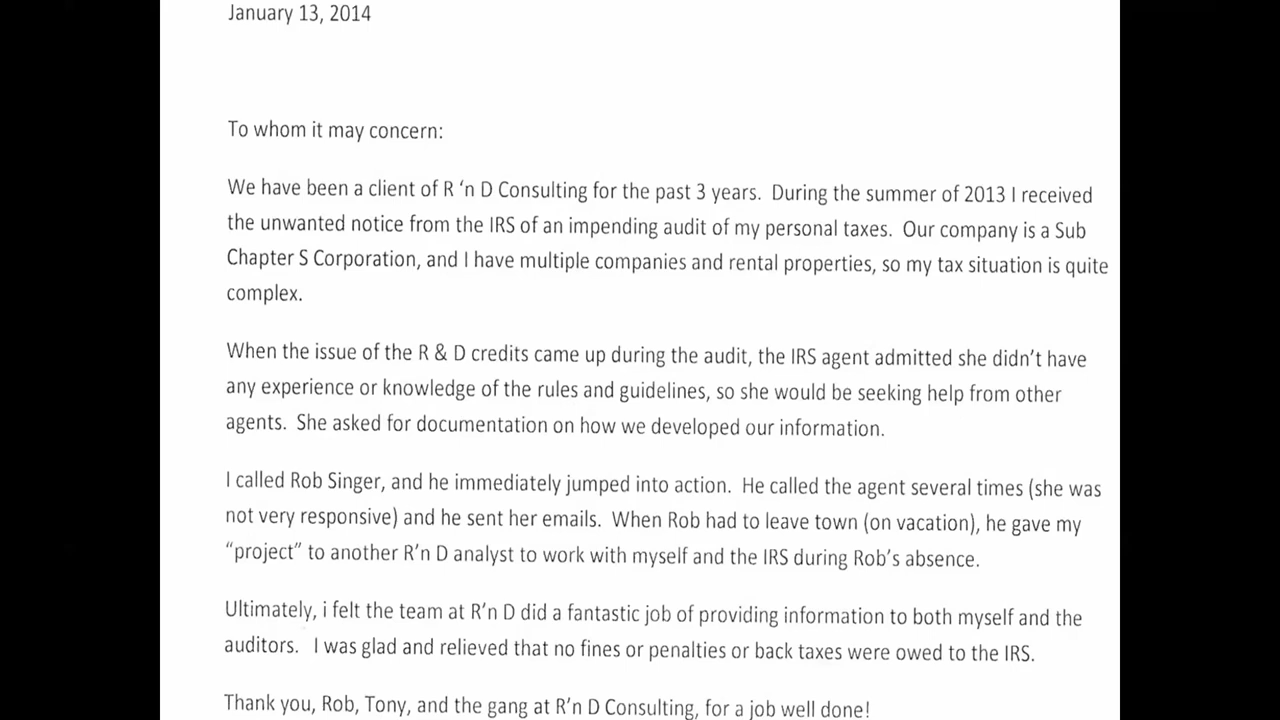 January 13, 2014
To whom it may concern:
We have been a client of R ‘n D Consulting for the past 3 years.  During the summer of 2013 I received
the unwanted notice from the IRS of an impending audit of my personal taxes.  Our company is a Sub
Chapter S Corporation, and I have multiple companies and rental properties, so my tax situation is quite
complex.
When the issue of the R & D credits came up during the audit, the IRS agent admitted she didn’t have
any experience or knowledge of the rules and guidelines, so she would be seeking help from other
agents.  She asked for documentation on how we developed our information.
I called Rob Singer, and he immediately jumped into action.  He called the agent several times (she was
not very responsive) and he sent her emails.  When Rob had to leave town (on vacation), he gave my
“project” to another R’n D analyst to work with myself and the IRS during Rob’s absence.
Ultimately, i felt the team at R’n D did a fantastic job of providing information to both myself and the
auditors.   I was glad and relieved that no fines or penalties or back taxes were owed to the IRS.
Thank you, Rob, Tony, and the gang at R’n D Consulting, for a job well done!